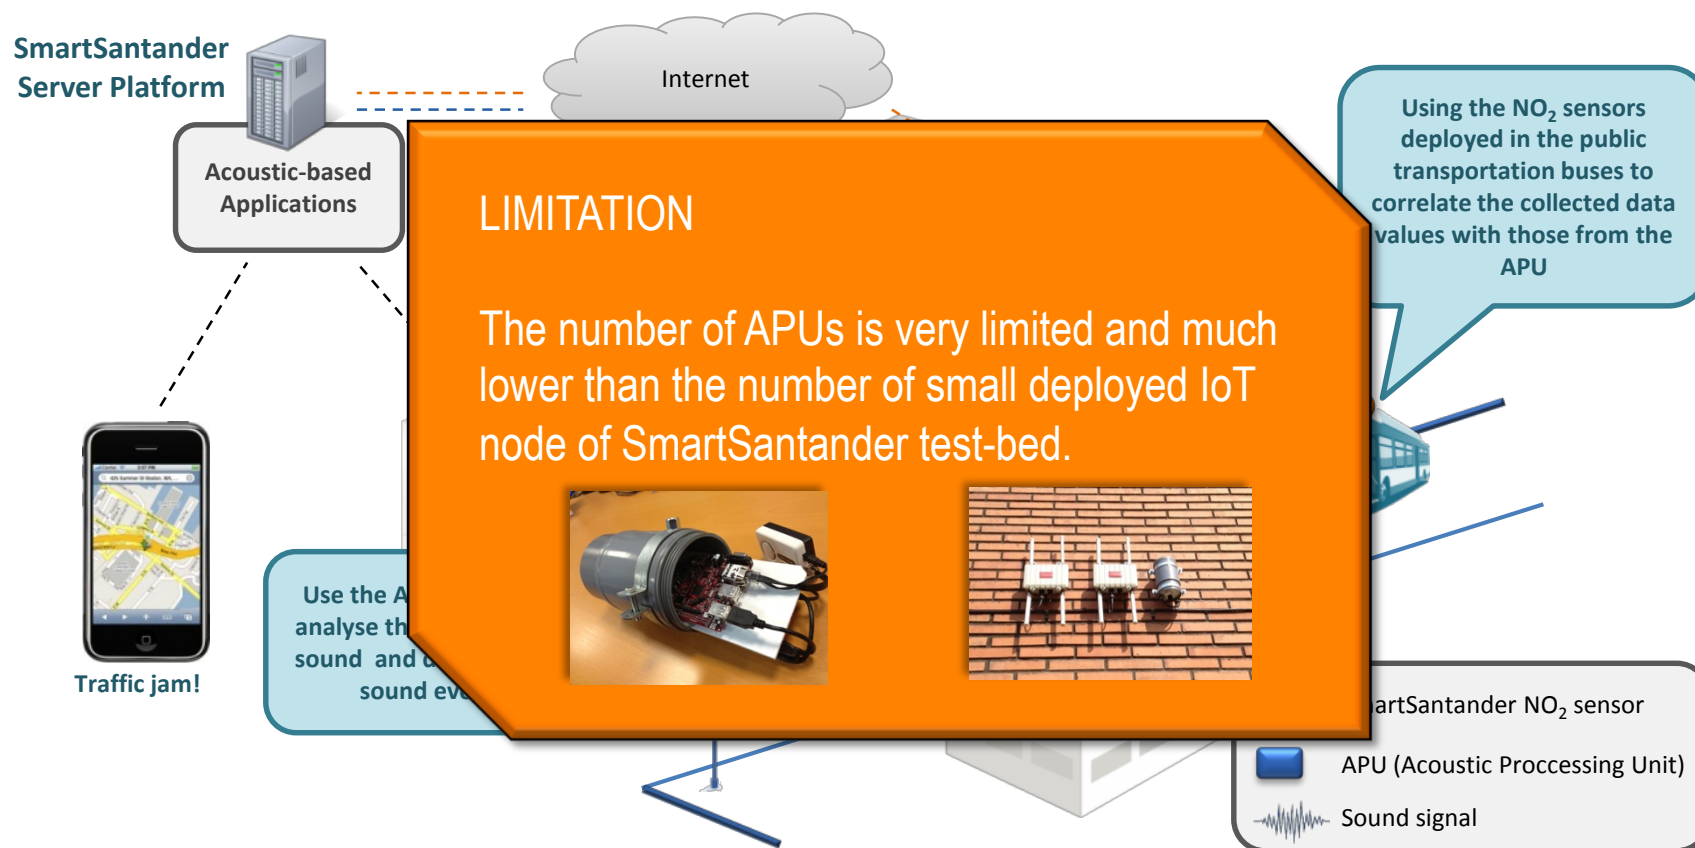 SmartSantander
Server Platform
Internet
Acoustic-based
Applications
Using the NO₂ sensors
deployed in the public
transportation buses to
correlate the collected data
values with those from the
APU
LIMITATION
The number of APUs is very limited and much
lower than the number of small deployed IoT
node of SmartSantander test-bed.
Traffic jam!
Use the
analyse
sound and
sound
NO₂ sensor
APU (Acoustic Proccessing Unit)
Sound signal